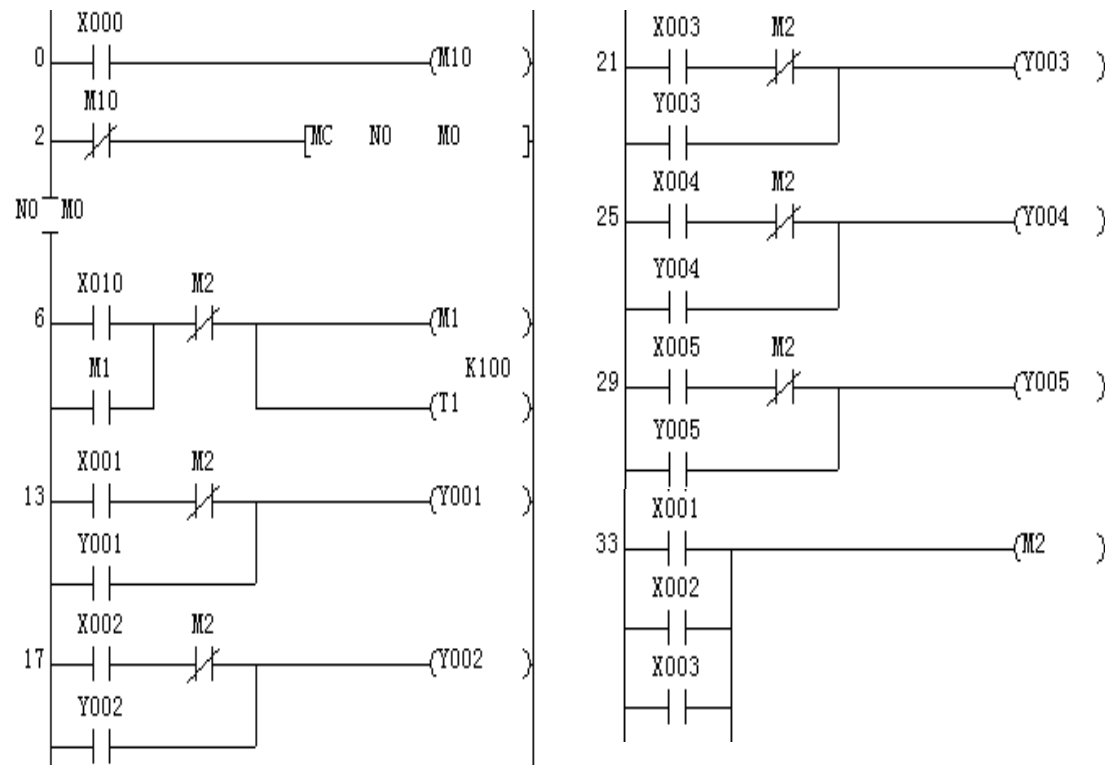 X000
0 (M10 )
M10
2 [MC N0 M0 ]
N0 M0
X010 M2
6 (M1 )
M1 K100
(T1 )
X001 M2
13 (Y001 )
Y001
X002 M2
17 (Y002 )
Y002
X003 M2
21 (Y003 )
Y003
X004 M2
25 (Y004 )
Y004
X005 M2
29 (Y005 )
Y005
X001
33 (M2 )
X002
X003